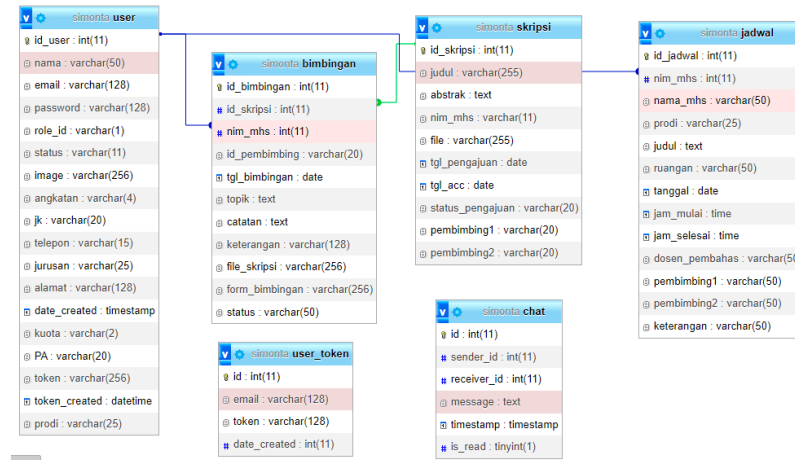 simonta user
id_user : int(11)
nama : varchar(50)
email : varchar(128)
password : varchar(128)
role_id : varchar(1)
status : varchar(11)
image : varchar(256)
angkatan : varchar(4)
jk : varchar(20)
telepon : varchar(15)
jurusan : varchar(25)
alamat : varchar(128)
date_created : timestamp
kuota : varchar(2)
PA : varchar(20)
token : varchar(256)
token_created : datetime
prodi : varchar(25)
simonta bimbingan
id_bimbingan : int(11)
id_skripsi : int(11)
nim_mhs : int(11)
id_pembimbing : varchar(20)
tgl_bimbingan : date
topik : text
catatan : text
keterangan : varchar(128)
file_skripsi : varchar(256)
form_bimbingan : varchar(256)
status : varchar(50)
simonta user_token
id : int(11)
email : varchar(128)
token : varchar(128)
date_created : int(11)
simonta skripsi
id_skripsi : int(11)
judul : varchar(255)
abstrak : text
nim_mhs : varchar(11)
file : varchar(255)
tgl_pengajuan : date
tgl_acc : date
status_pengajuan : varchar(20)
pembimbing1 : varchar(20)
pembimbing2 : varchar(20)
simonta chat
id : int(11)
sender_id : int(11)
receiver_id : int(11)
message : text
timestamp : timestamp
is_read : tinyint(1)
simonta jadwal
id_jadwal : int(11)
nim_mhs : int(11)
nama_mhs : varchar(50)
prodi : varchar(25)
judul : text
ruangan : varchar(50)
tanggal : date
jam_mulai : time
jam_selesai : time
dosen_pembahas : varchar(50
pembimbing1 : varchar(50)
pembimbing2 : varchar(50)
keterangan : varchar(50)